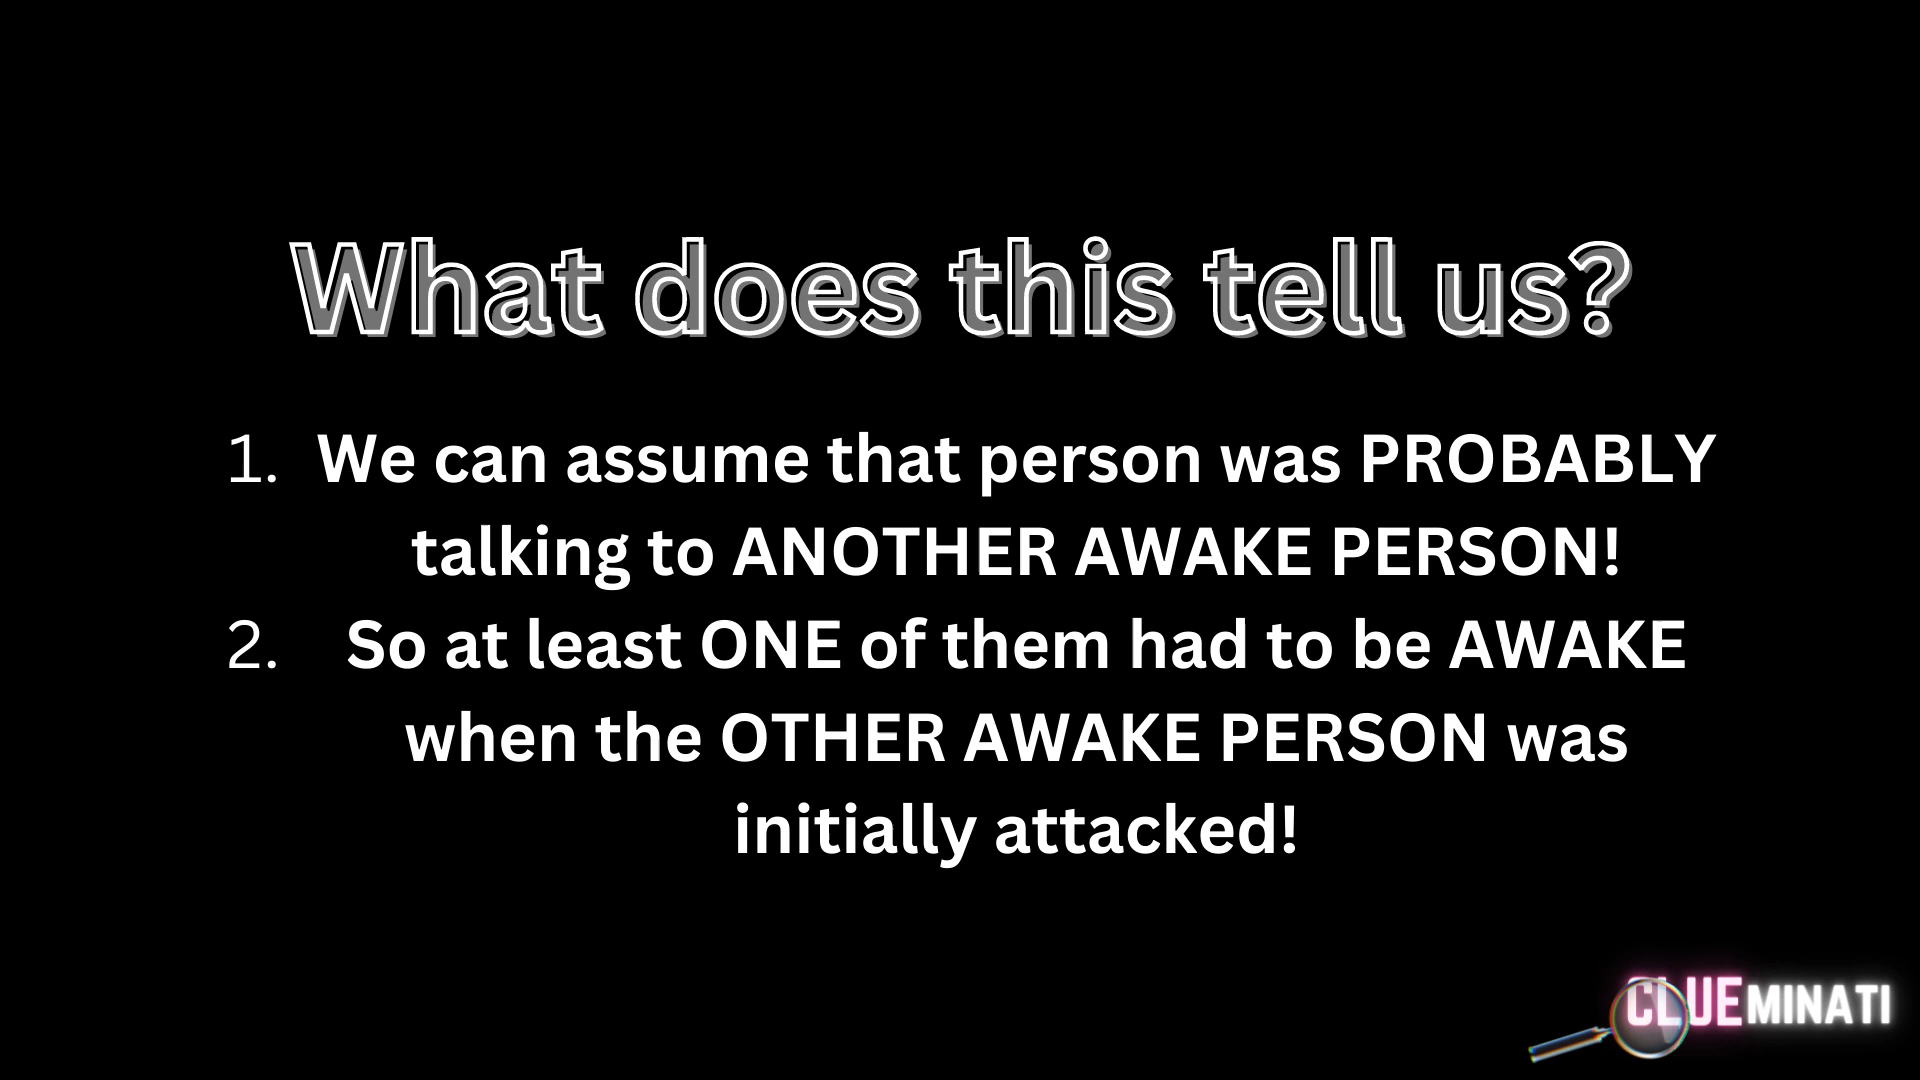 What does this tell us?
1. We can assume that person was PROBABLY
talking to ANOTHER AWAKE PERSON!
2. So at least ONE of them had to be AWAKE
when the OTHER AWAKE PERSON was
initially attacked!
CLUEMINATI